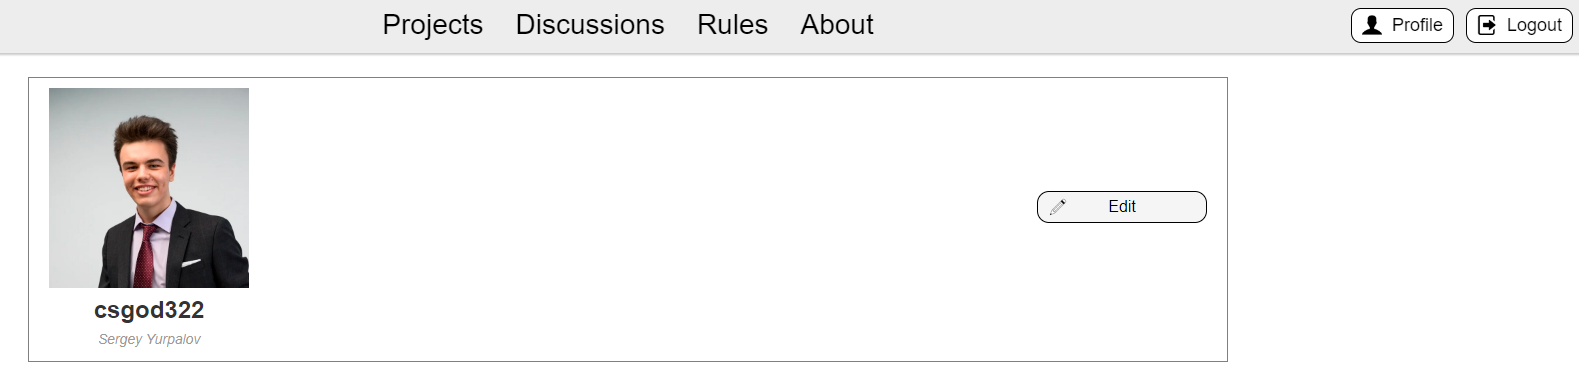 Projects Discussions Rules About Profile Logout
Edit
csgod322
Sergey Yurpalov